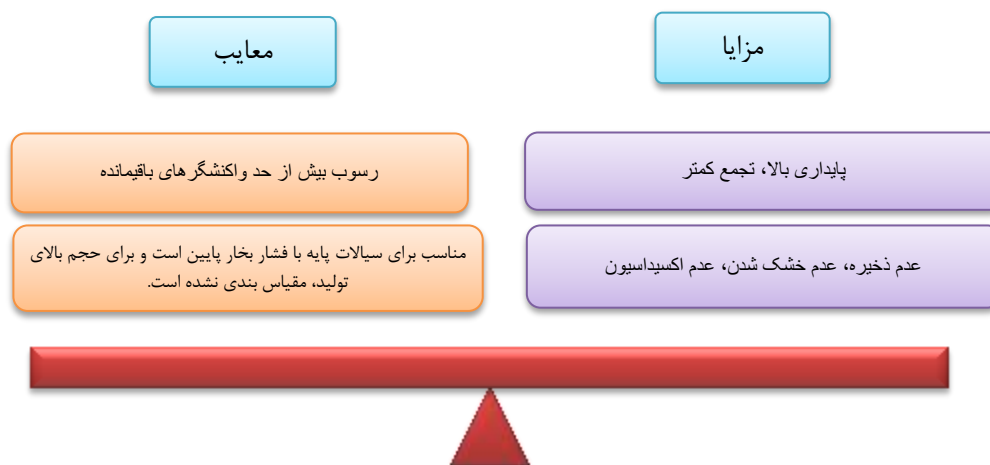 مزایا
معایب
پایداری بالا، تجمع کمتر
رسوب بیش از حد واکنشگرهای باقیمانده
عدم ذخیره، عدم خشک شدن، عدم اکسیداسیون
مناسب برای سیالات پایه با فشار بخار پایین است و برای حجم بالای
تولید، مقیاس بندی نشده است.